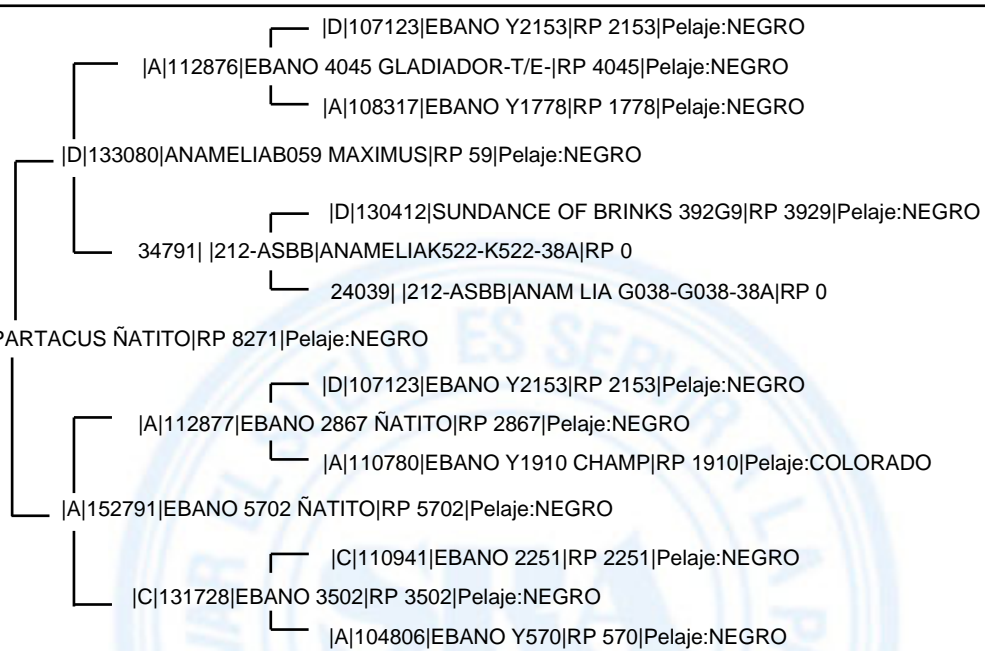 |D|107123|EBANO Y2153|RP 2153|Pelaje:NEGRO
|A|112876|EBANO 4045 GLADIADOR-T/E-|RP 4045|Pelaje:NEGRO
|A|108317|EBANO Y1778|RP 1778|Pelaje:NEGRO
|D|133080|ANAMELIAB059 MAXIMUS|RP 59|Pelaje:NEGRO
|D|130412|SUNDANCE OF BRINKS 392G9|RP 3929|Pelaje:NEGRO
34791| |212-ASBB|ANAMELIAK522-K522-38A|RP 0
24039| |212-ASBB|ANAM LIA G038-G038-38A|RP 0
PARTACUS ÑATITO|RP 8271|Pelaje:NEGRO
|D|107123|EBANO Y2153|RP 2153|Pelaje:NEGRO
|A|112877|EBANO 2867 ÑATITO|RP 2867|Pelaje:NEGRO
|A|110780|EBANO Y1910 CHAMP|RP 1910|Pelaje:COLORADO
|A|152791|EBANO 5702 ÑATITO|RP 5702|Pelaje:NEGRO
|C|110941|EBANO 2251|RP 2251|Pelaje:NEGRO
|C|131728|EBANO 3502|RP 3502|Pelaje:NEGRO
|A|104806|EBANO Y570|RP 570|Pelaje:NEGRO